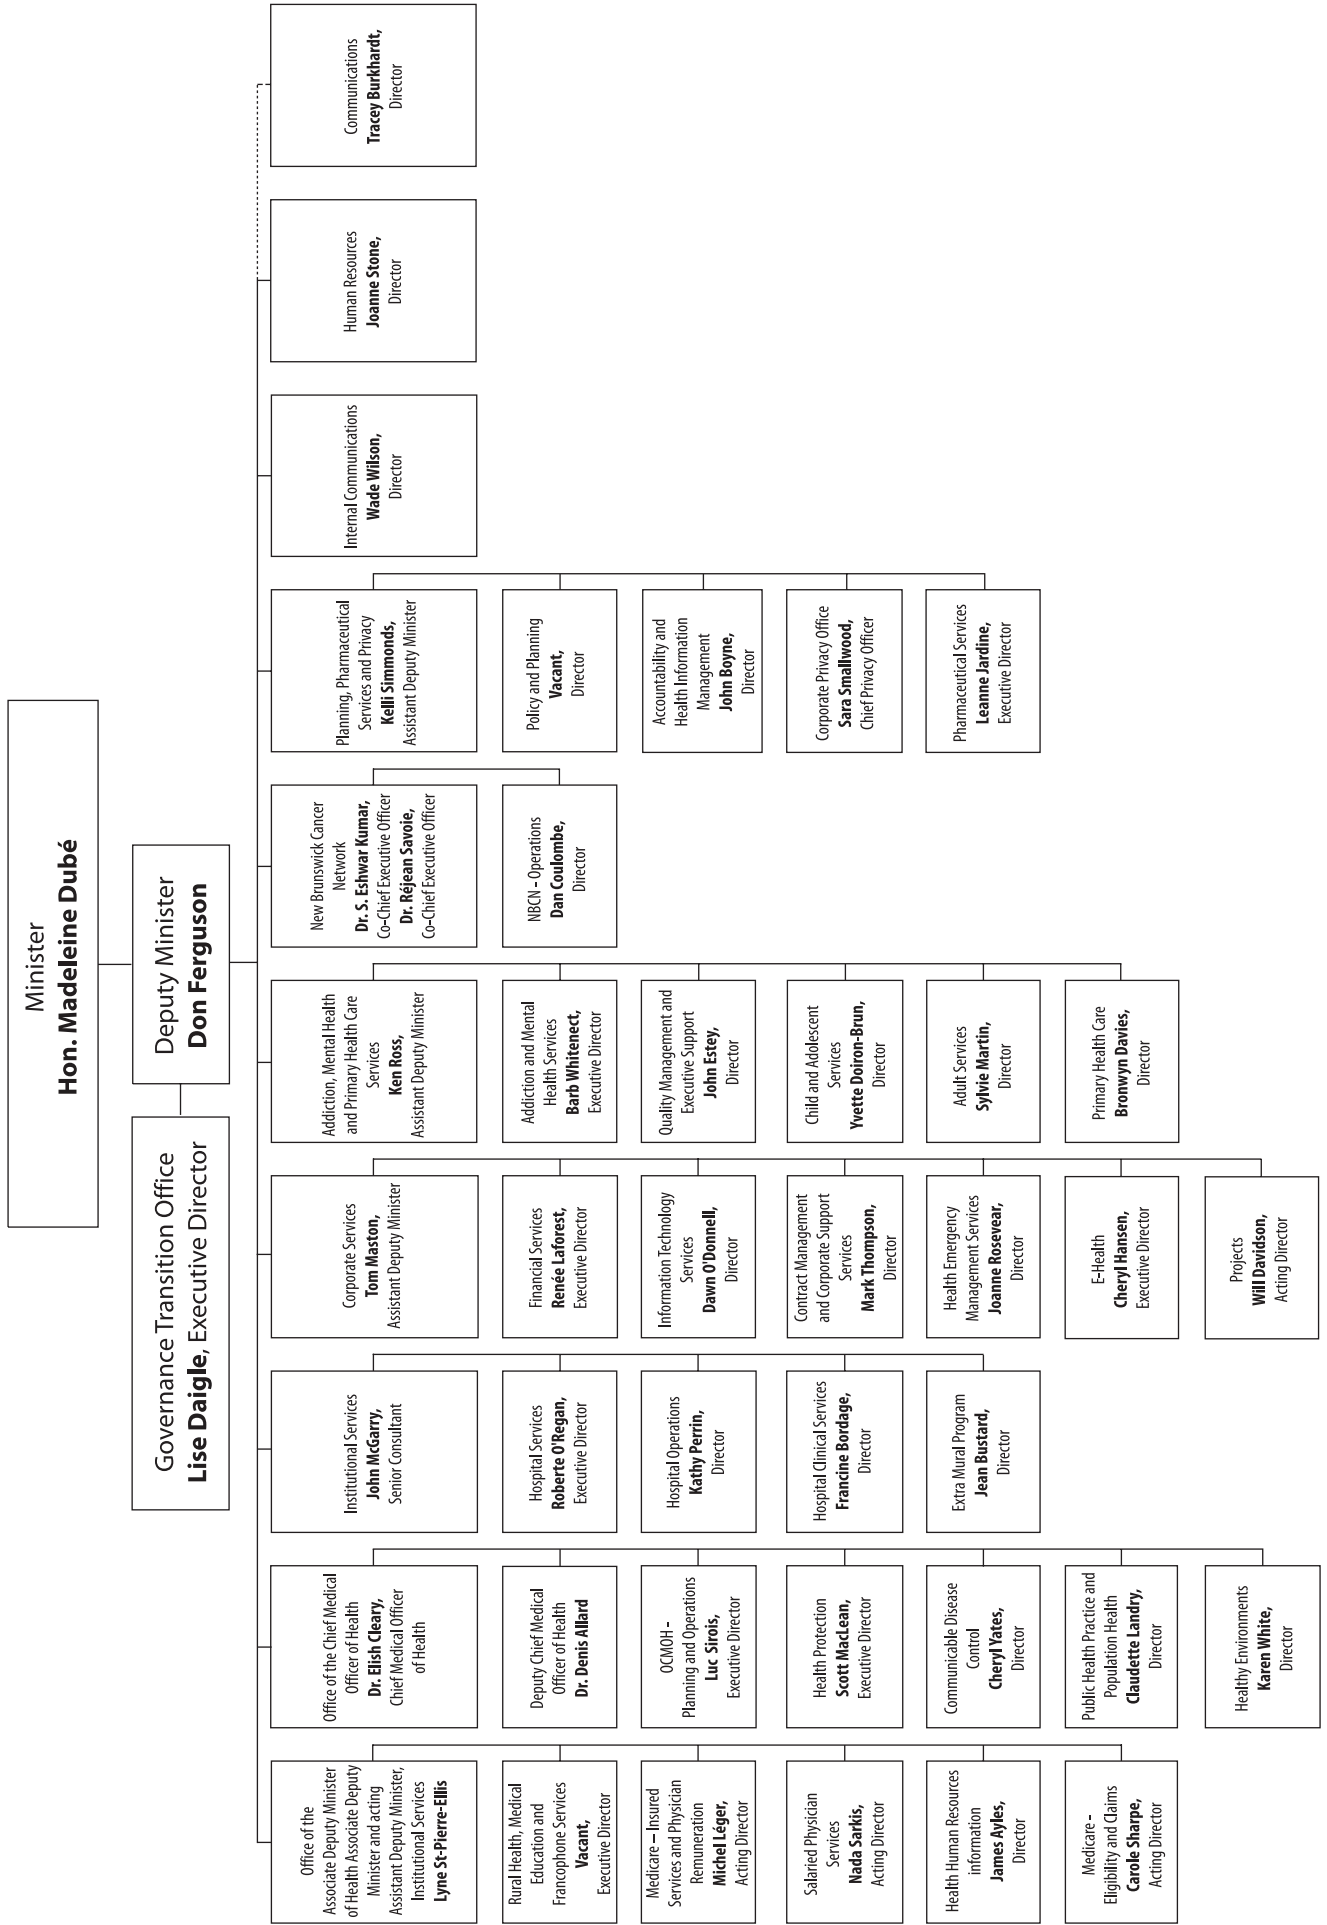 Minister
Hon. Madeleine Dubé
Governance Transition Office
Lise Daigle, Executive Director
Deputy Minister
Don Ferguson
Office of the
Associate Deputy Minister
of Health Associate Deputy
Minister and acting
Assistant Deputy Minister,
Institutional Services
Lyne St-Pierre-Ellis
Rural Health, Medical
Education and
Francophone Services
Vacant,
Executive Director
Medicare – Insured
Services and Physician
Remuneration
Michel Léger,
Acting Director
Salaried Physician
Services
Nada Sarkis,
Acting Director
Health Human Resources
information
James Ayles,
Director
Medicare -
Eligibility and Claims
Carole Sharpe,
Acting Director
Office of the Chief Medical
Officer of Health
Dr. Elish Cleary,
Chief Medical Officer
of Health
Deputy Chief Medical
Officer of Health
Dr. Denis Allard
OCMOH -
Planning and Operations
Luc Sirois,
Executive Director
Health Protection
Scott MacLean,
Executive Director
Communicable Disease
Control
Cheryl Yates,
Director
Public Health Practice and
Population Health
Claudette Landry,
Director
Healthy Environments
Karen White,
Director
Institutional Services
John McGarry,
Senior Consultant
Hospital Services
Roberte O'Regan,
Executive Director
Hospital Operations
Kathy Perrin,
Director
Hospital Clinical Services
Francine Bordage,
Director
Extra Mural Program
Jean Bustard,
Director
Corporate Services
Tom Maston,
Assistant Deputy Minister
Financial Services
Renée Laforest,
Executive Director
Information Technology
Services
Dawn O'Donnell,
Director
Contract Management
and Corporate Support
Services
Mark Thompson,
Director
Health Emergency
Management Services
Joanne Rosevear,
Director
E-Health
Cheryl Hansen,
Executive Director
Projects
Will Davidson,
Acting Director
Addiction, Mental Health
and Primary Health Care
Services
Ken Ross,
Assistant Deputy Minister
Addiction and Mental
Health Services
Barb Whitenect,
Executive Director
Quality Management and
Executive Support
John Estey,
Director
Child and Adolescent
Services
Yvette Doiron-Brun,
Director
Adult Services
Sylvie Martin,
Director
Primary Health Care
Bronwyn Davies,
Director
New Brunswick Cancer
Network
Dr. S. Eshwar Kumar,
Co-Chief Executive Officer
Dr. Réjean Savoie,
Co-Chief Executive Officer
NBCN - Operations
Dan Coulombe,
Director
Planning, Pharmaceutical
Services and Privacy
Kelli Simmonds,
Assistant Deputy Minister
Policy and Planning
Vacant,
Director
Accountability and
Health Information
Management
John Boyne,
Director
Corporate Privacy Office
Sara Smallwood,
Chief Privacy Officer
Pharmaceutical Services
Leanne Jardine,
Executive Director
Internal Communications
Wade Wilson,
Director
Human Resources
Joanne Stone,
Director
Communications
Tracey Burkhardt,
Director